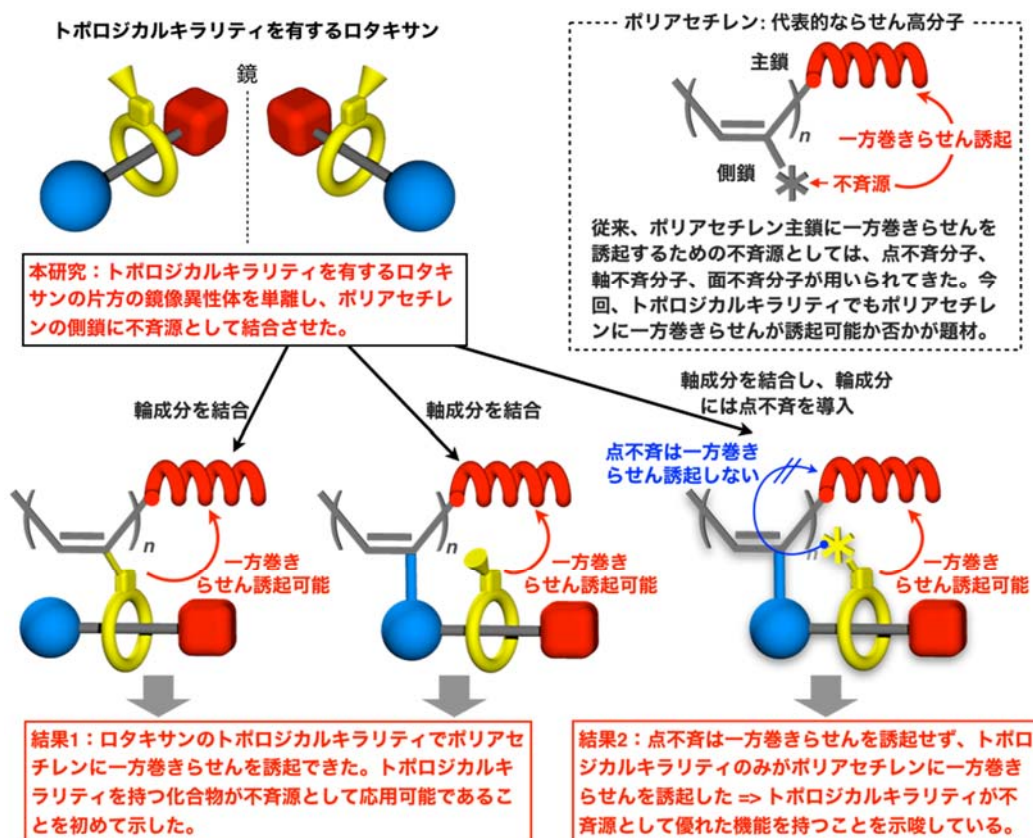 トポロジカルキラリティを有するロタキサン
鏡
ポリアセチレン: 代表的ならせん高分子
主鎖
n
一方巻きらせん誘起
側鎖
不斉源
従来、ポリアセチレン主鎖に一方巻きらせんを
誘起するための不斉源としては、点不斉分子、
軸不斉分子、面不斉分子が用いられてきた。今
回、トポロジカルキラリティでもポリアセチレ
ンに一方巻きらせんが誘起可能か否かが題材。
本研究：トポロジカルキラリティを有するロタキ
サンの片方の鏡像異性体を単離し、ポリアセチレ
ンの側鎖に不斉源として結合させた。
輪成分を結合
軸成分を結合
軸成分を結合し、輪成分
には点不斉を導入
n
一方巻き
らせん誘起可能
n
一方巻き
らせん誘起可能
点不斉は一方巻き
らせん誘起しない
n
一方巻き
らせん誘起可能
結果1：ロタキサンのトポロジカルキラリティでポリアセ
チレンに一方巻きらせんを誘起できた。トポロジカルキ
ラリティを持つ化合物が不斉源として応用可能であるこ
とを初めて示した。
結果2：点不斉は一方巻きらせんを誘起せず、トポロ
ジカルキラリティのみがポリアセチレンに一方巻き
らせんを誘起した => トポロジカルキラリティが不
斉源として優れた機能を持つことを示唆している。